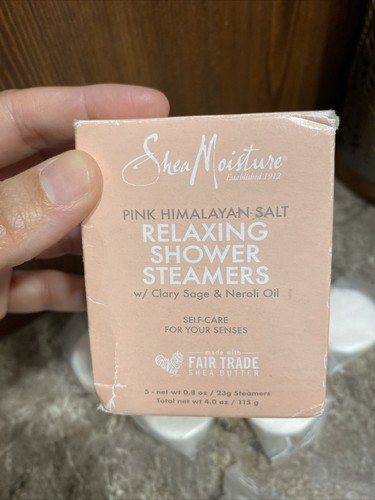 Shea Moisture®
Established 1912
PINK HIMALAYAN SALT
RELAXING
SHOWER
STEAMERS
w/ Clary Sage & Neroli Oil
SELF-CARE
FOR YOUR SENSES
made with
FAIR TRADE
SHEA BUTTER
5 - net wt 0.8 oz / 23g Steamers
Total net wt 4.0 oz / 115 g